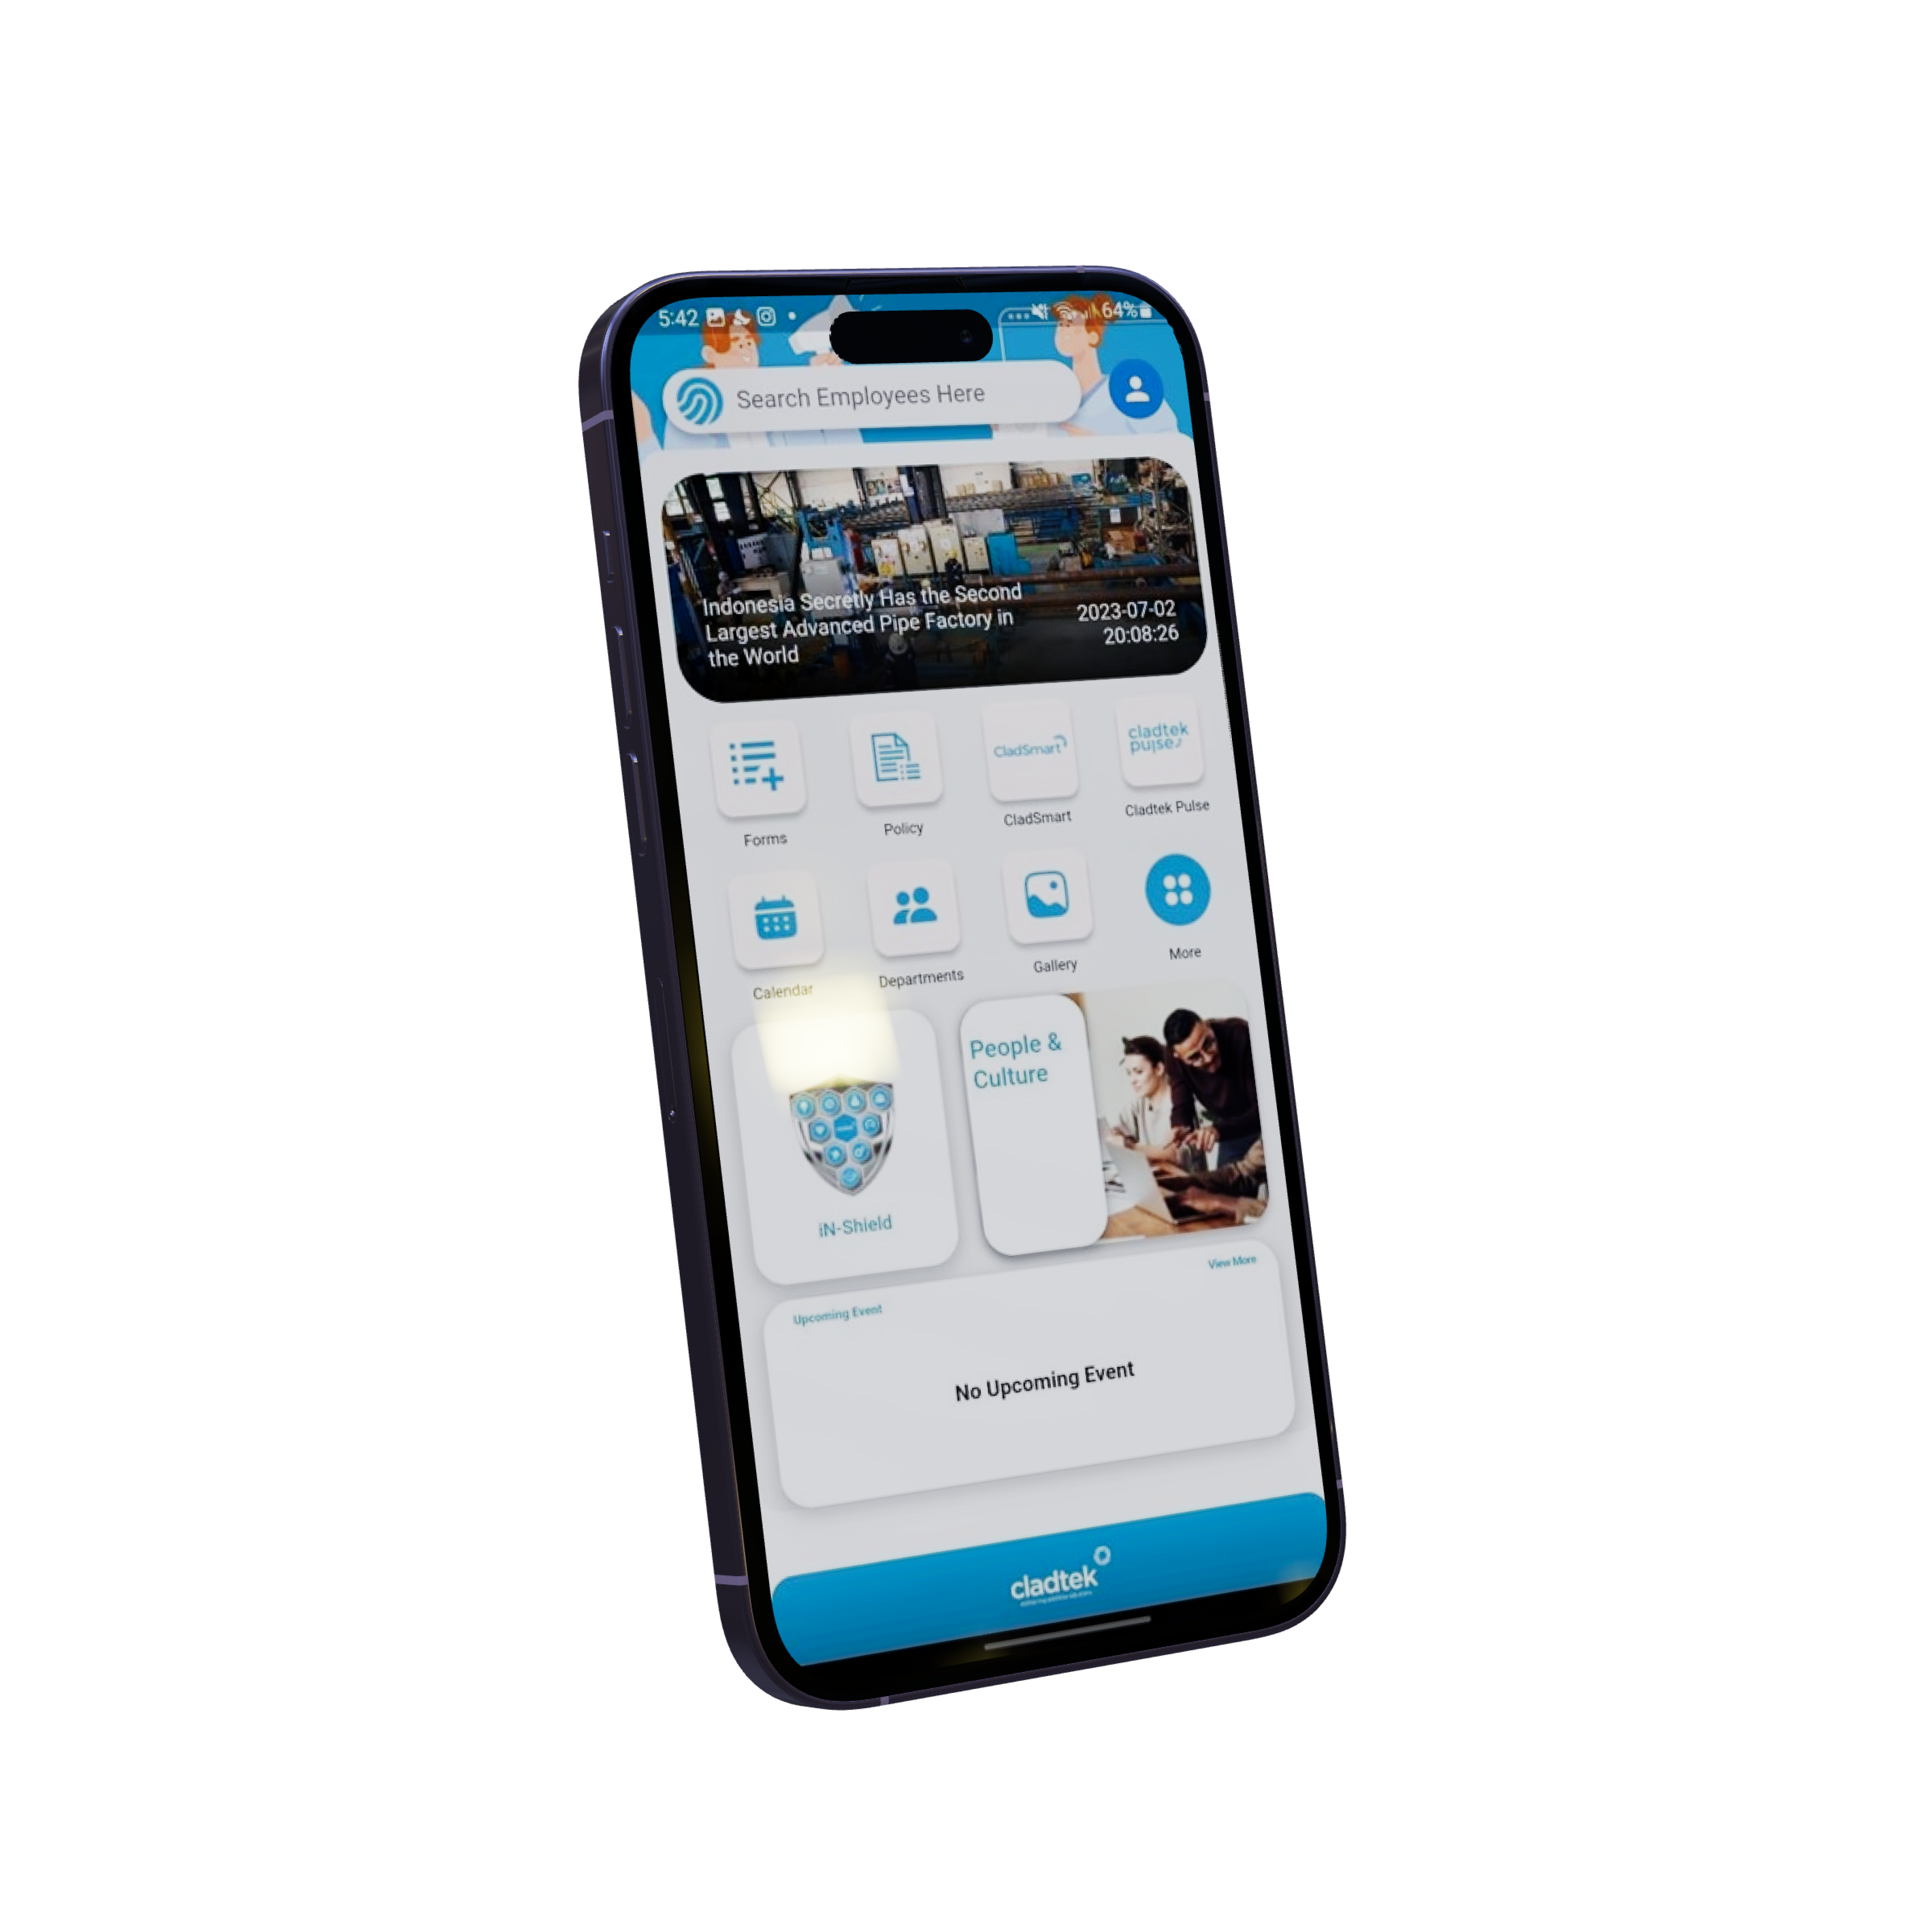 5:42
64%
Search Employees Here
Indonesia Secretly Has the Second
Largest Advanced Pipe Factory in
the World
2023-07-02
20:08:26
CladSmart
cladtek
pulse
Forms
Policy
CladSmart
Cladtek Pulse
Calendar
Departments
Gallery
More
People &
Culture
iN-Shield
View More
Upcoming Event
No Upcoming Event
cladtek